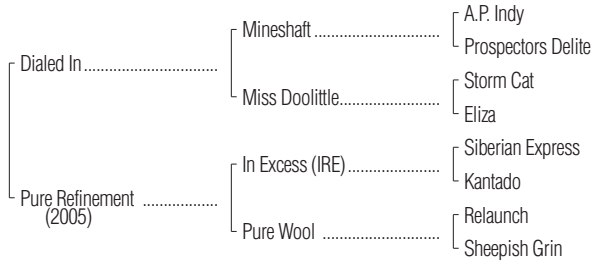 A.P. Indy
Mineshaft ..................................
Prospectors Delite
Dialed In....................................
Storm Cat
Miss Doolittle...........................
Eliza
Siberian Express
In Excess (IRE).........................
Kantado
Pure Refinement ....................
(2005)
Relaunch
Pure Wool ................................
Sheepish Grin